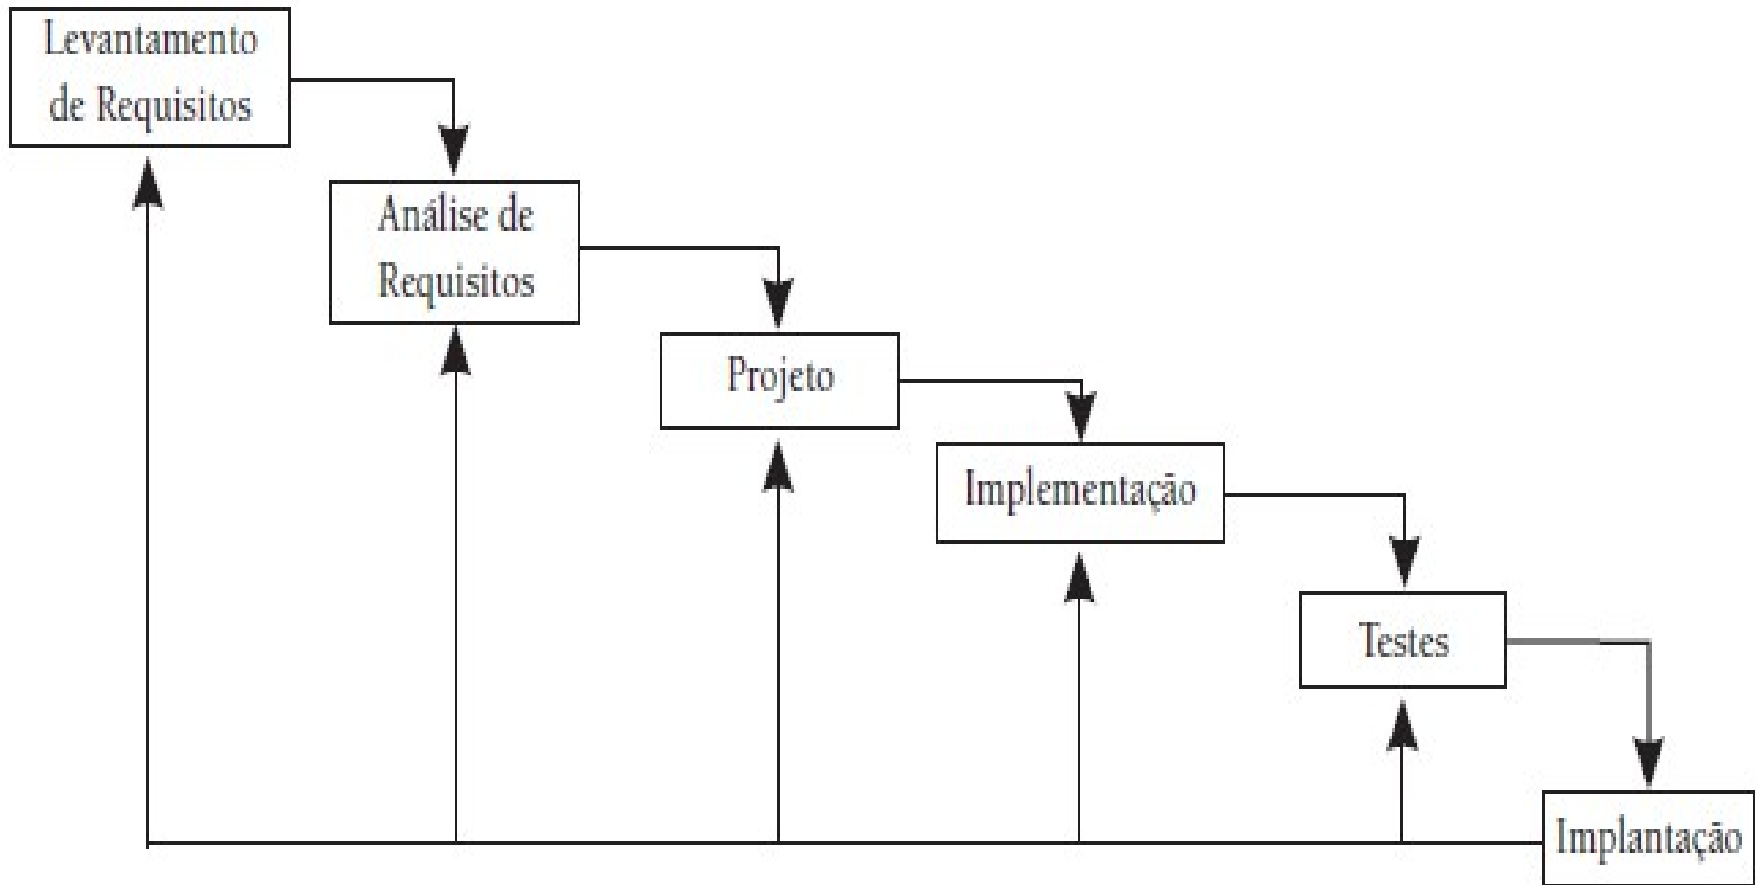 Levantamento
de Requisitos
Análise de
Requisitos
Projeto
Implementação
Testes
Implantação